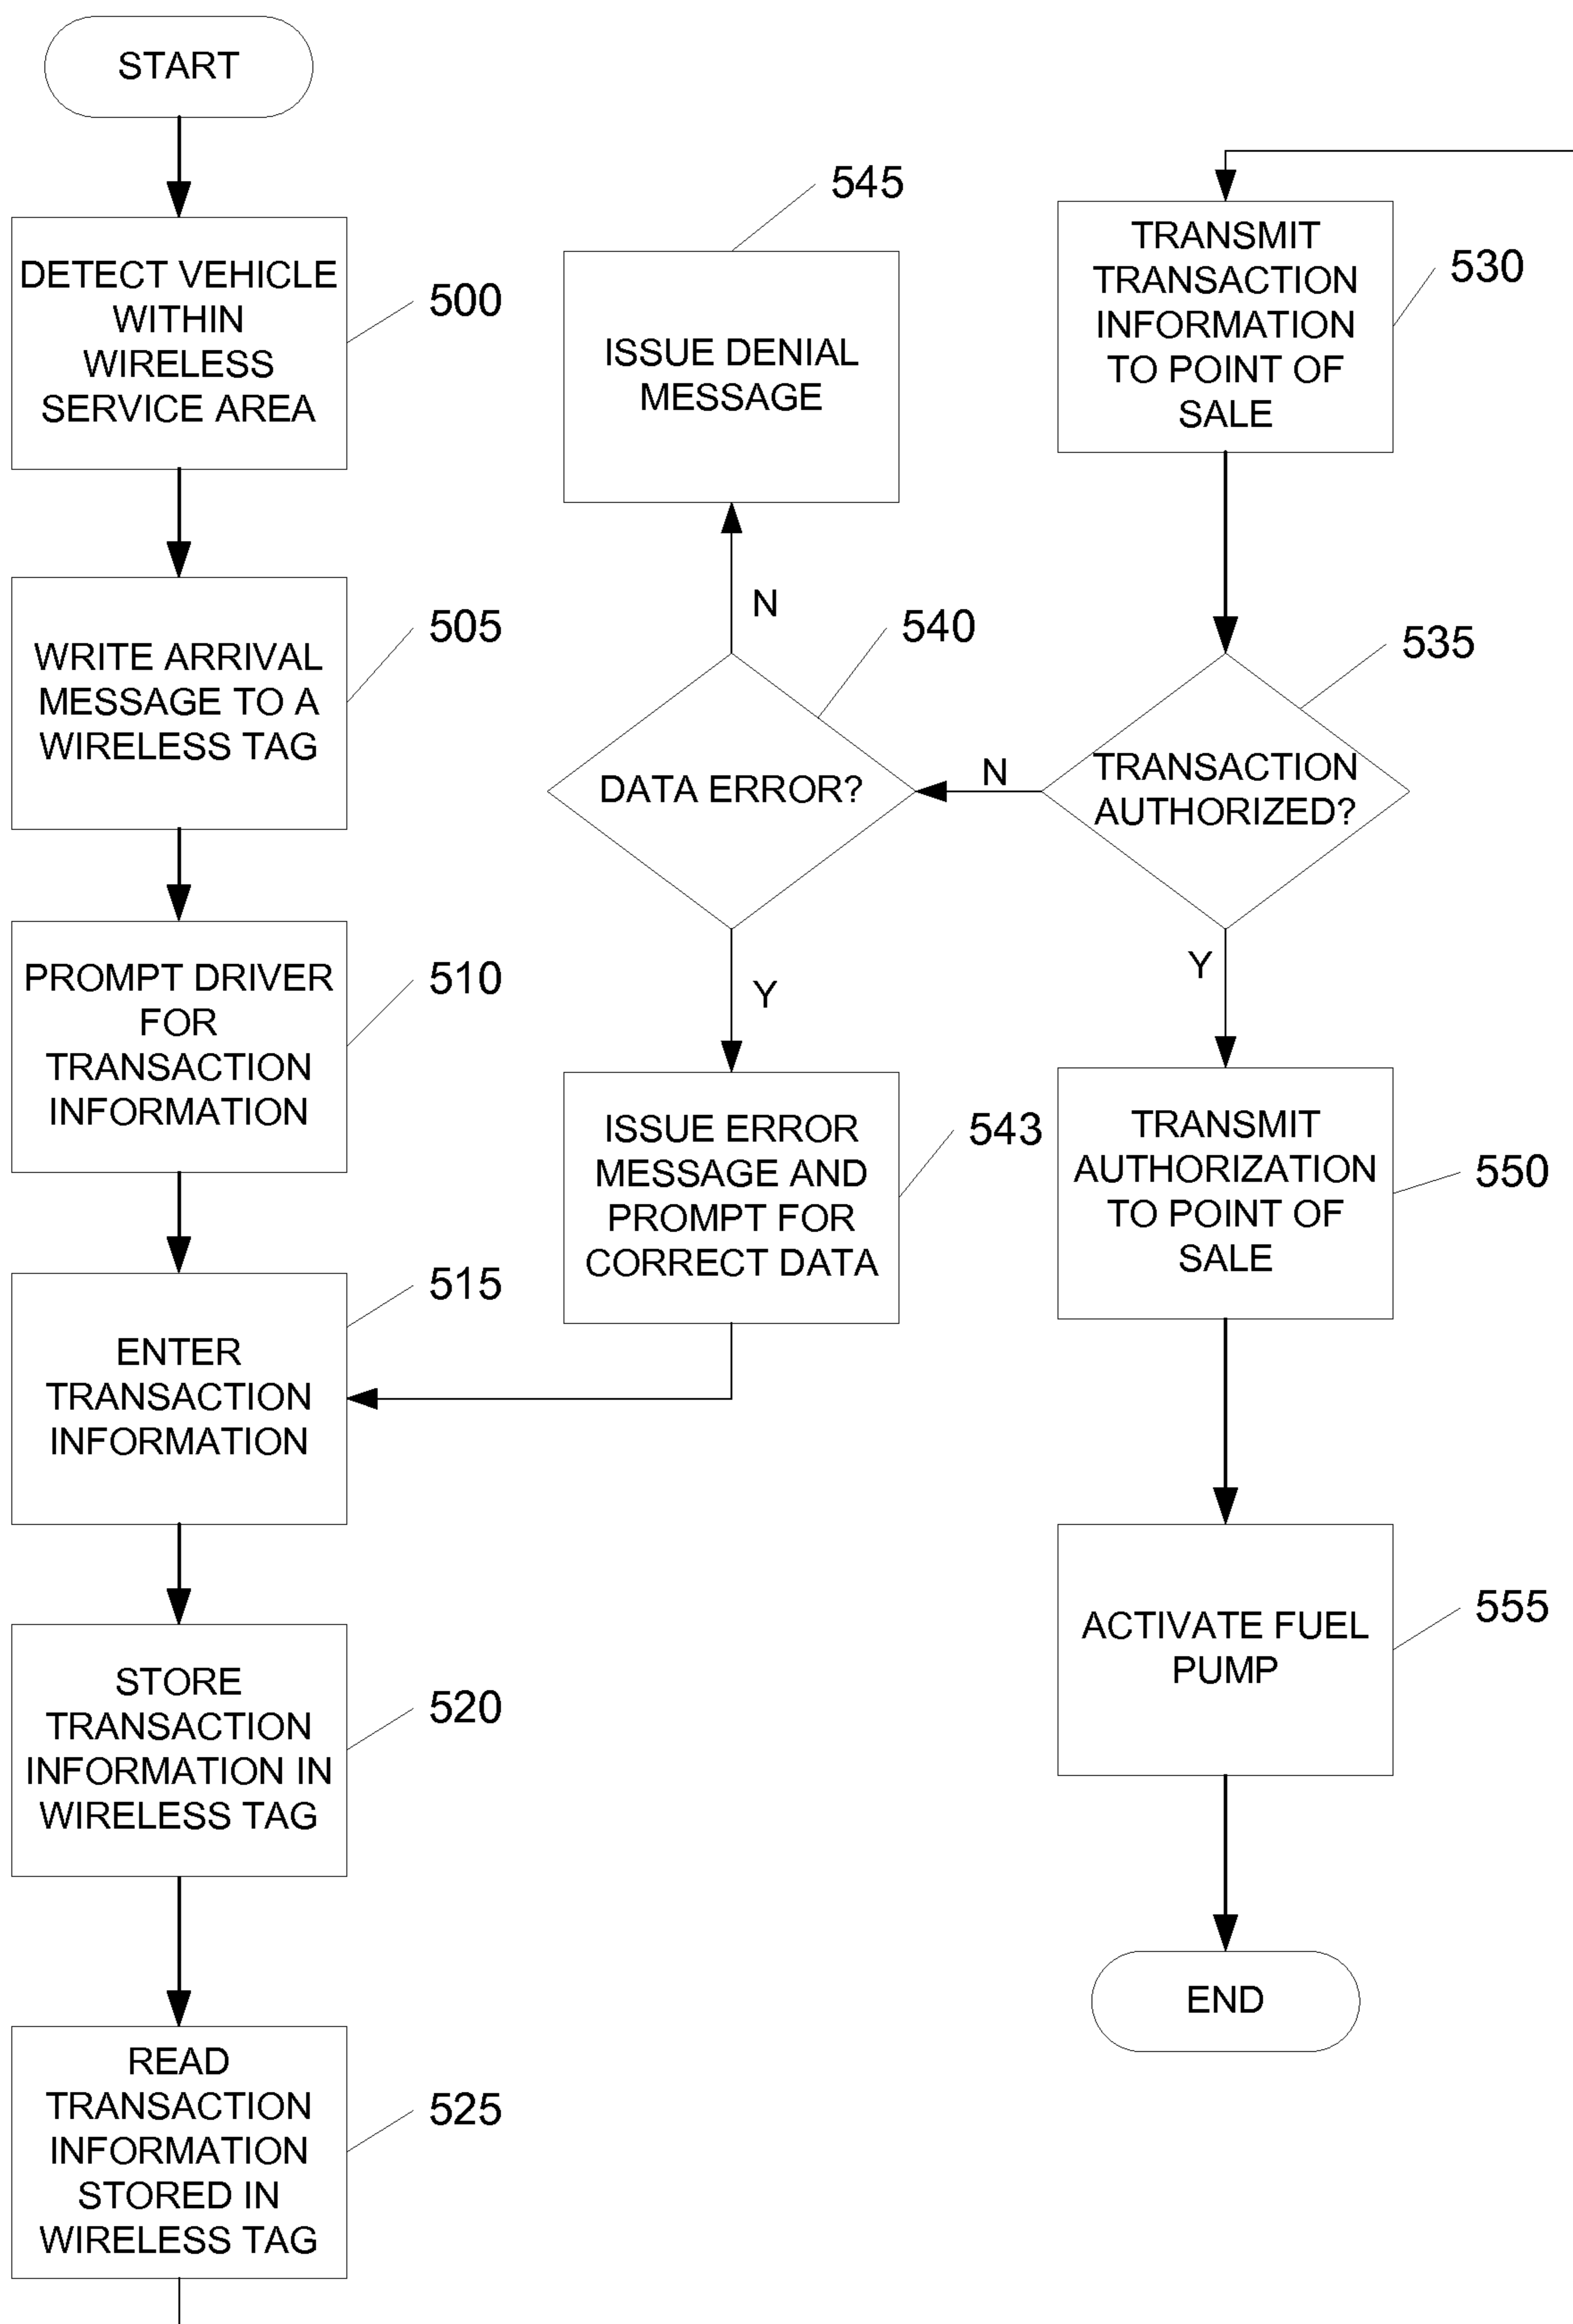 START
DETECT VEHICLE
WITHIN
WIRELESS
SERVICE AREA
500
WRITE ARRIVAL
MESSAGE TO A
WIRELESS TAG
505
PROMPT DRIVER
FOR
TRANSACTION
INFORMATION
510
ENTER
TRANSACTION
INFORMATION
515
STORE
TRANSACTION
INFORMATION IN
WIRELESS TAG
520
READ
TRANSACTION
INFORMATION
STORED IN
WIRELESS TAG
525
545
ISSUE DENIAL
MESSAGE
N
540
DATA ERROR?
Y
ISSUE ERROR
MESSAGE AND
PROMPT FOR
CORRECT DATA
543
TRANSMIT
TRANSACTION
INFORMATION
TO POINT OF
SALE
530
535
TRANSACTION
AUTHORIZED?
N
Y
TRANSMIT
AUTHORIZATION
TO POINT OF
SALE
550
ACTIVATE FUEL
PUMP
555
END